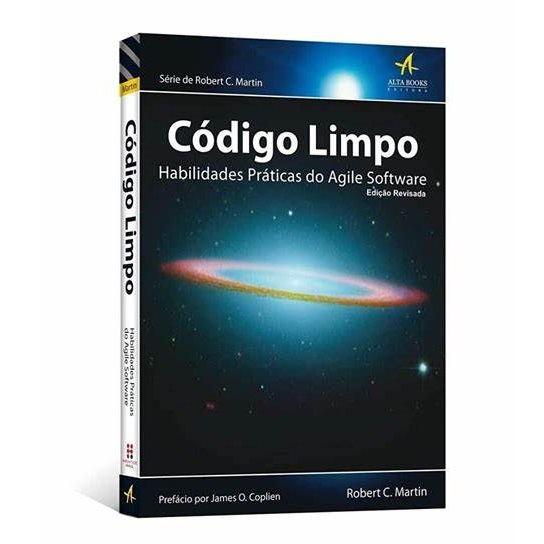 Série de Robert C. Martin
ALTA BOOKS
EDITORA
Código Limpo
Habilidades Práticas do Agile Software
Edição Revisada
Prefácio por James O. Coplien
Robert C. Martin
Martin
Código Limpo
Habilidades Práticas
do Agile Software